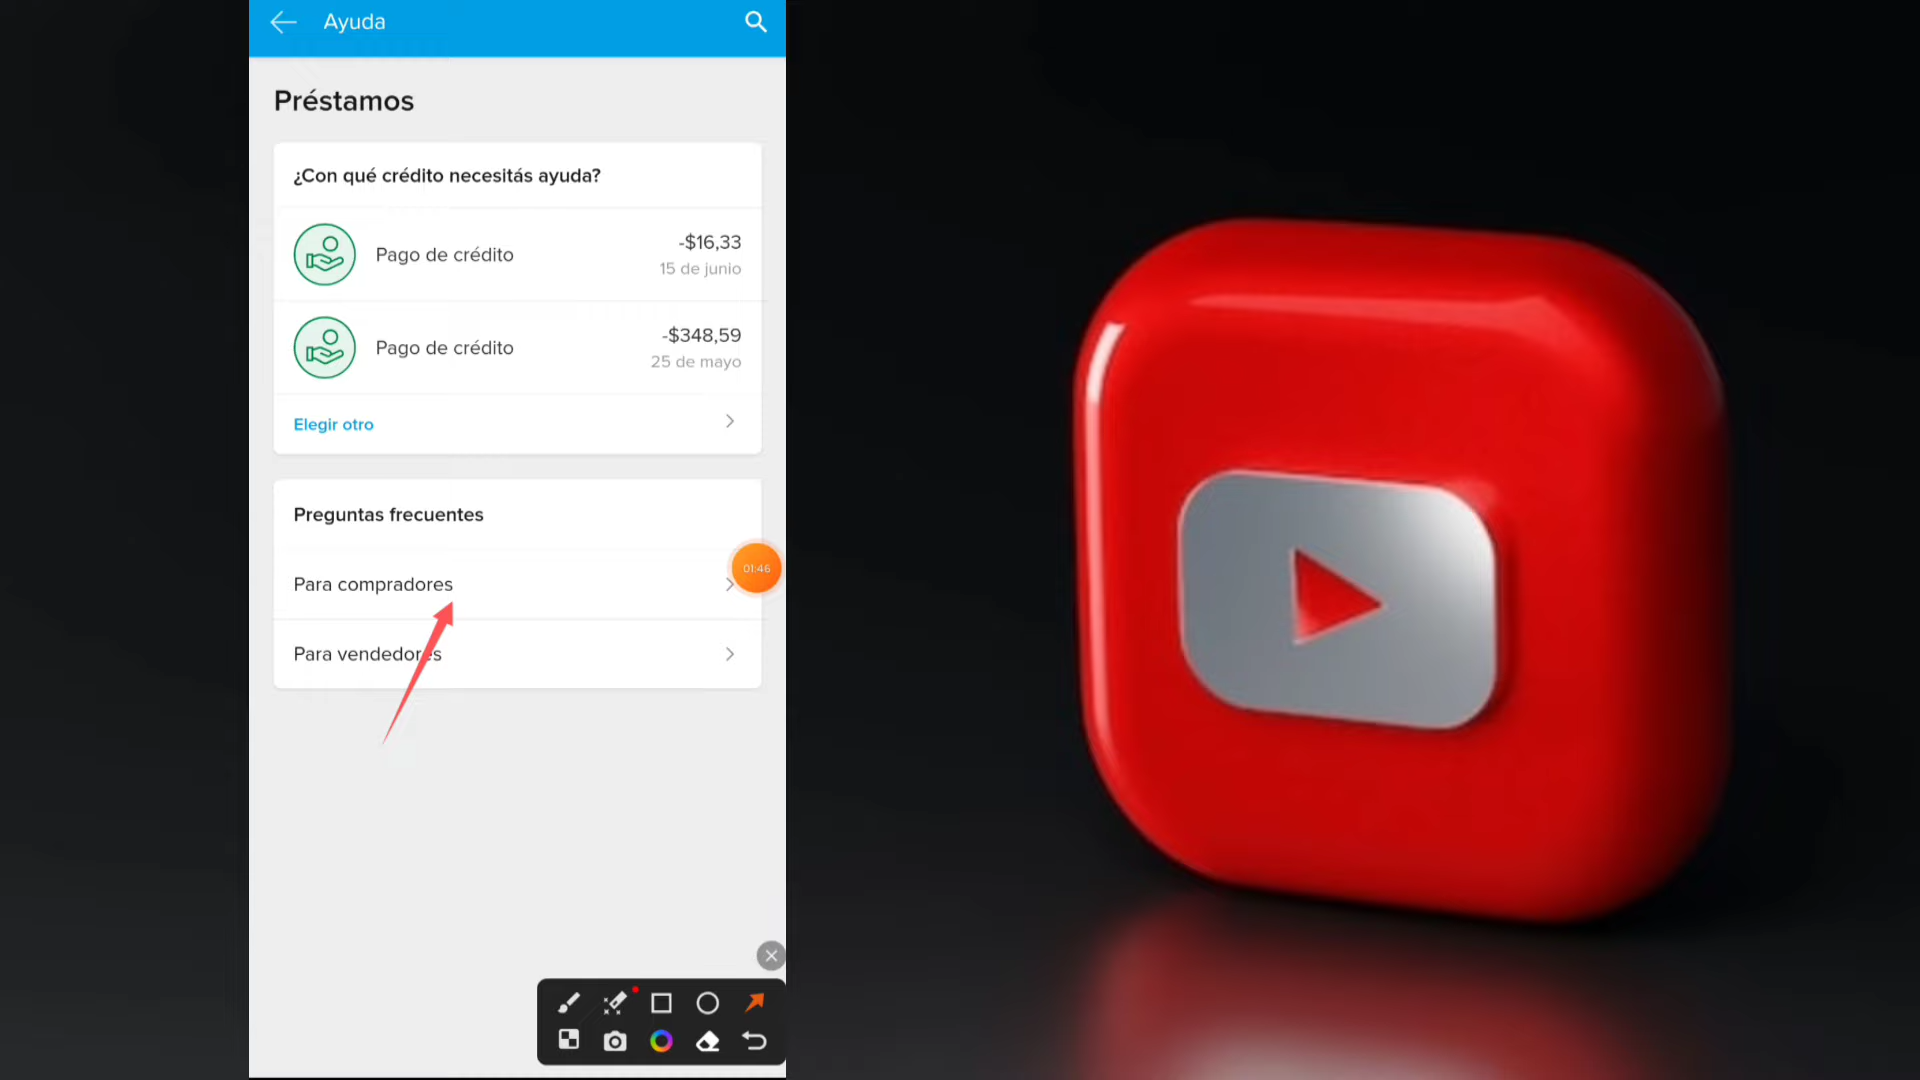 Ayuda
Préstamos
¿Con qué crédito necesitás ayuda?
Pago de crédito
-$16,33
15 de junio
Pago de crédito
-$348,59
25 de mayo
Elegir otro
Preguntas frecuentes
01:46
Para compradores
Para vendedores